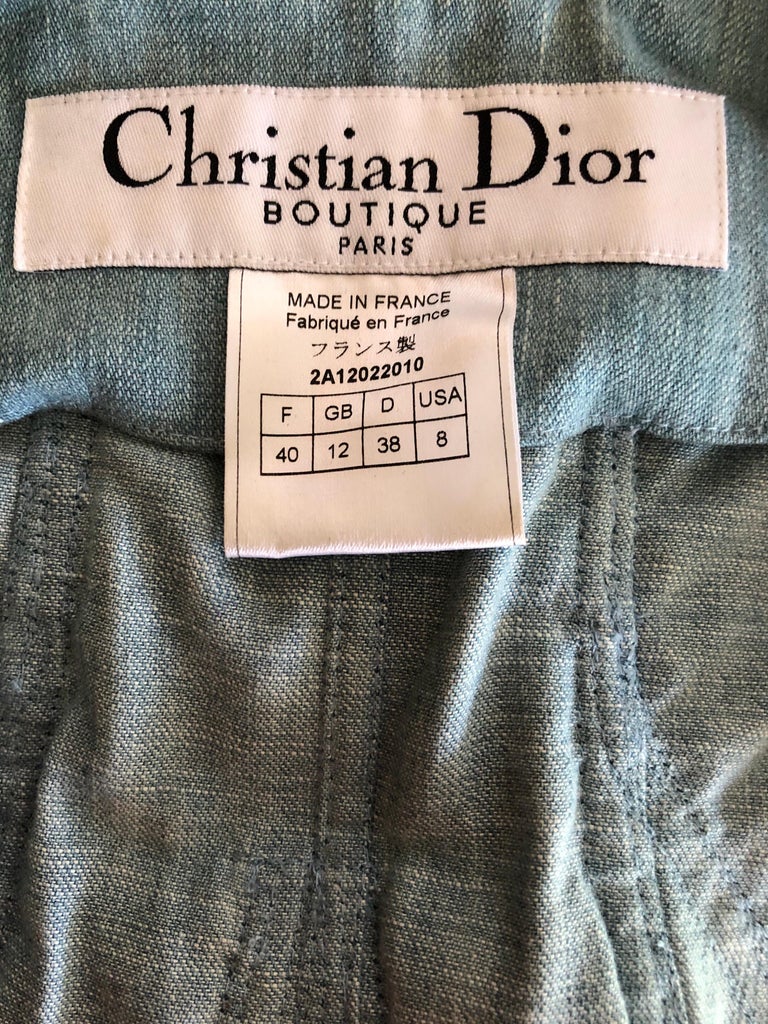 Christian Dior
BOUTIQUE
PARIS
MADE IN FRANCE
Fabriqué en France
フランス製
2A12022010
F GB D USA
40 12 38 8